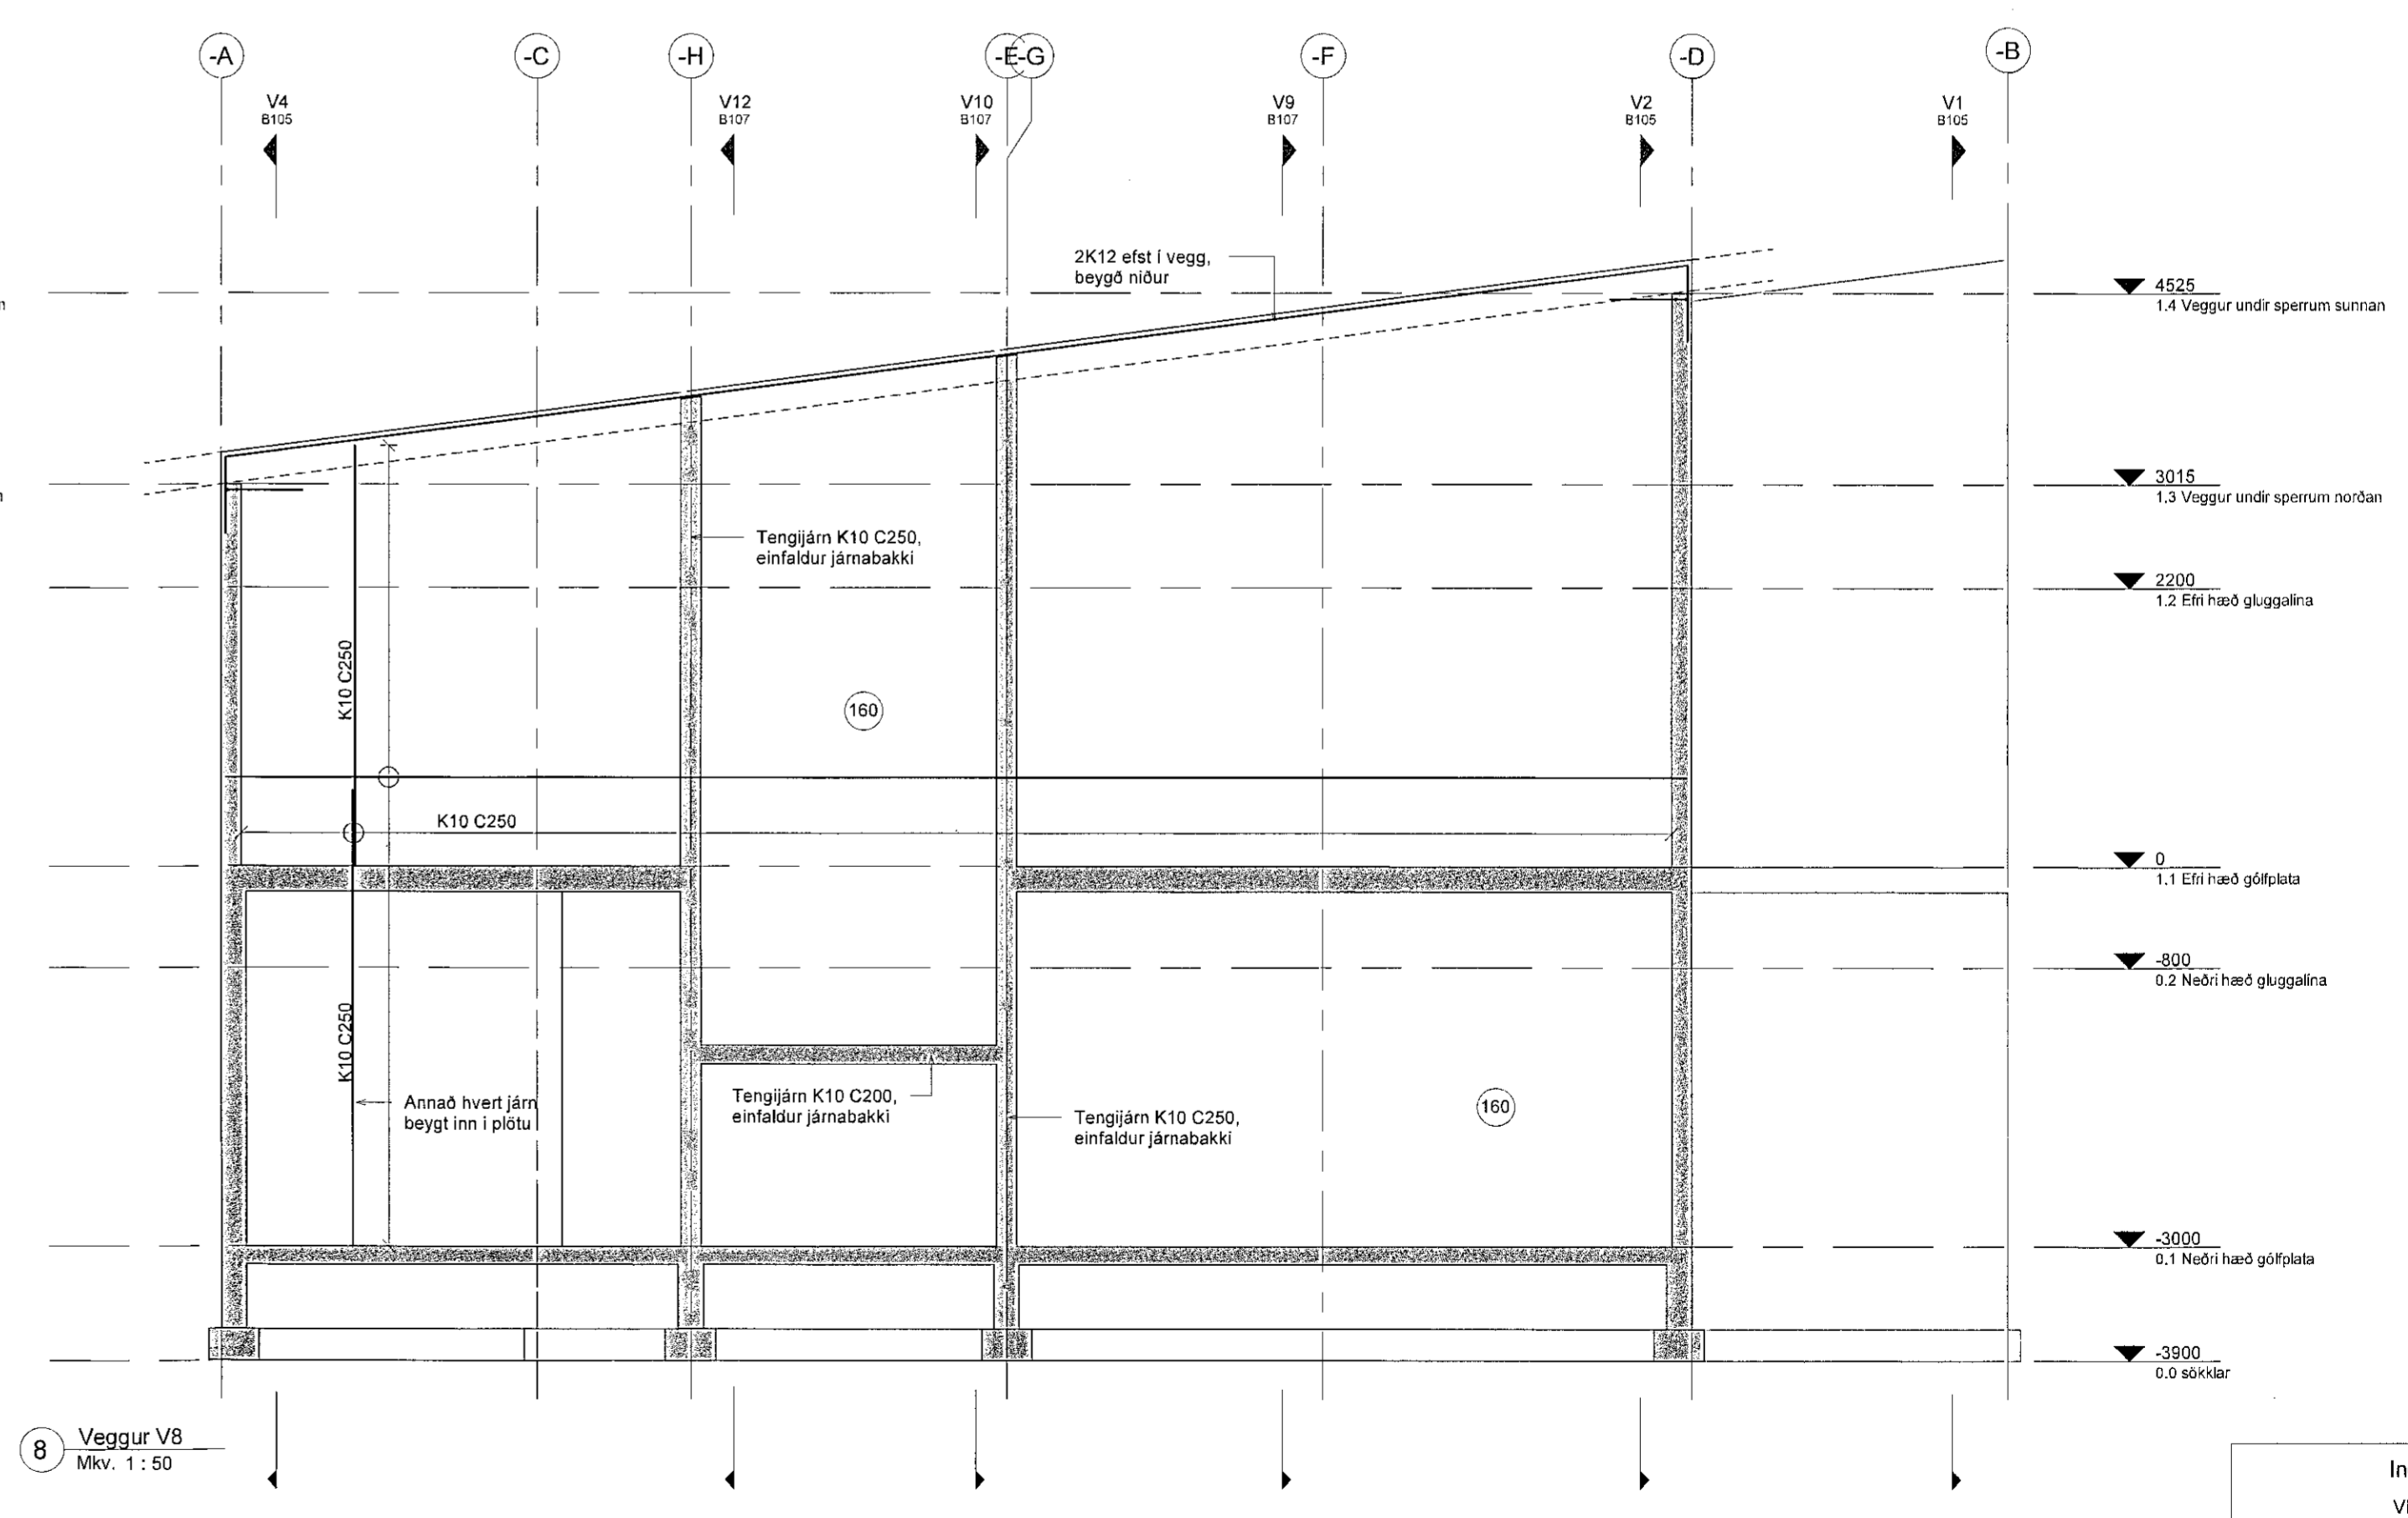 -A
-C
-H
-E
-G
-F
-D
-B
V4
B105
V12
B107
V10
B107
V9
B107
V2
B105
V1
B105
2K12 efst í vegg,
beygð niður
4525
1.4 Veggur undir sperrum sunnan
3015
1.3 Veggur undir sperrum norðan
Tengijárn K10 C250,
einfaldur járnabakki
2200
1.2 Efri hæð gluggalína
K10 C250
160
K10 C250
0
1.1 Efri hæð gólfplata
-800
0.2 Neðri hæð gluggalína
K10 C250
Annað hvert járn
beygt inn í plötu
Tengijárn K10 C200,
einfaldur járnabakki
Tengijárn K10 C250,
einfaldur járnabakki
160
-3000
0.1 Neðri hæð gólfplata
-3900
0.0 sökklar
8
Veggur V8
Mkv. 1 : 50